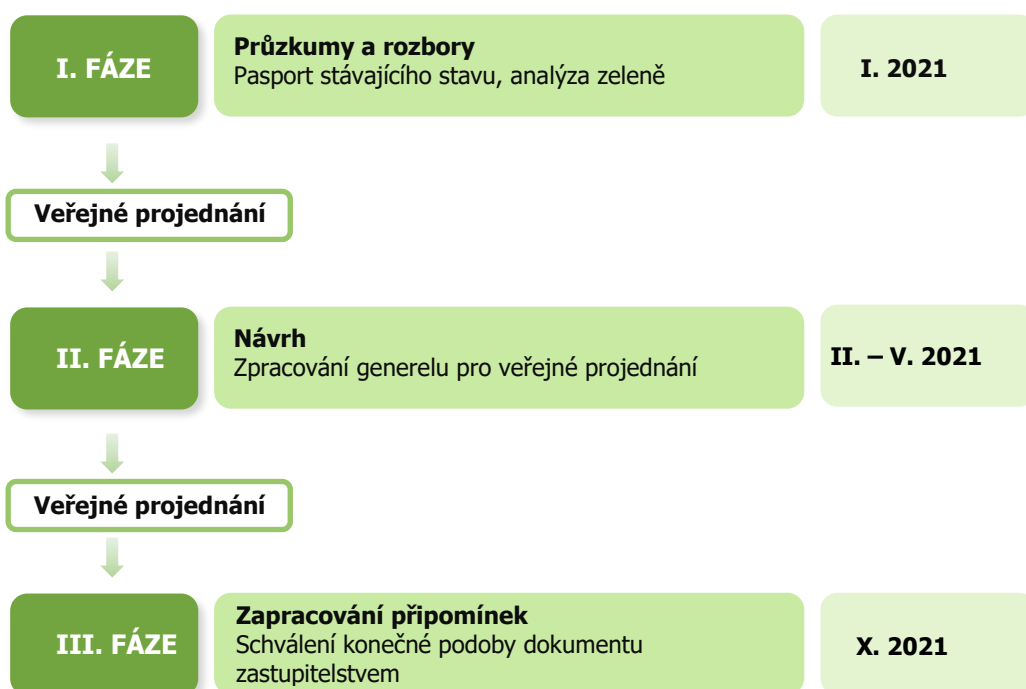 I. FÁZE
Průzkumy a rozbory
Pasport stávajícího stavu, analýza zeleně
I. 2021
Veřejné projednání
II. FÁZE
Návrh
Zpracování generelu pro veřejné projednání
II. – V. 2021
Veřejné projednání
III. FÁZE
Zapracování připomínek
Schválení konečné podoby dokumentu
zastupitelstvem
X. 2021